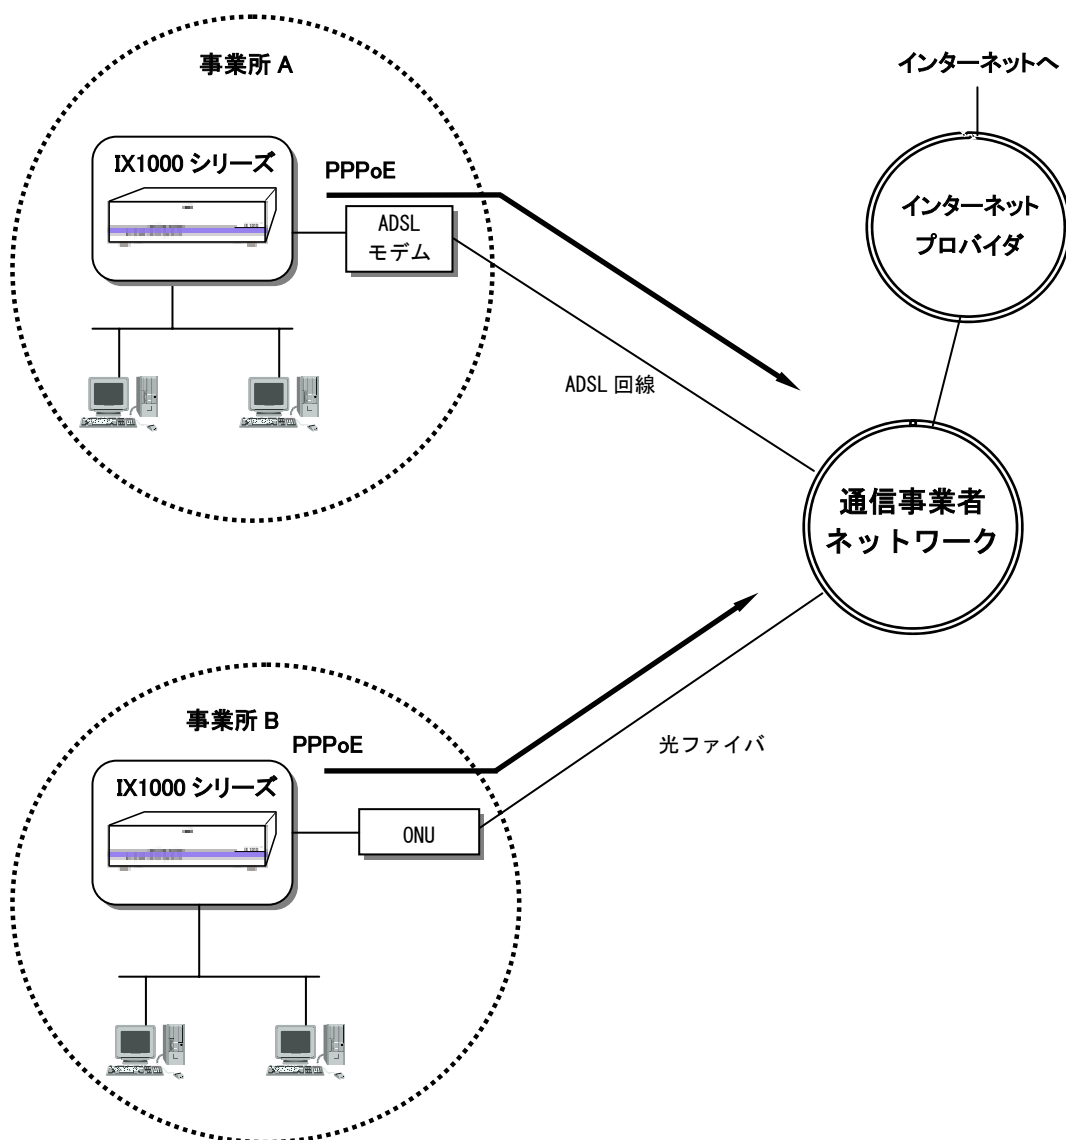 事業所 A
IX1000 シリーズ
PPPoE
ADSL
モデム
ADSL 回線
インターネットへ
インターネット
プロバイダ
通信事業者
ネットワーク
事業所 B
PPPoE
IX1000 シリーズ
ONU
光ファイバ